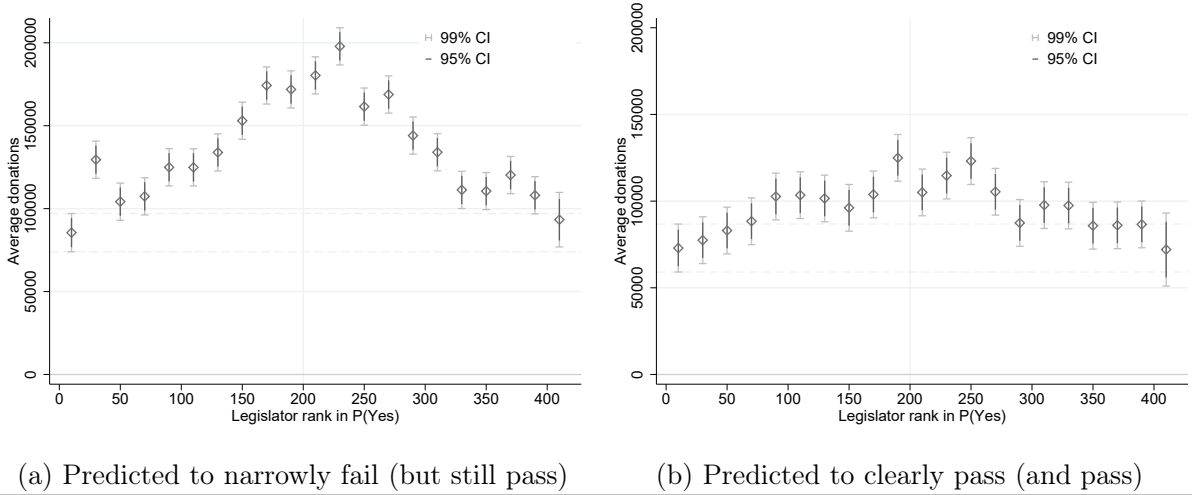 200000
150000
100000
50000
0
Average donations
99% CI
95% CI
0 50 100 150 200 250 300 350 400
Legislator rank in P(Yes)
(a) Predicted to narrowly fail (but still pass)
200000
150000
100000
50000
0
Average donations
99% CI
95% CI
0 50 100 150 200 250 300 350 400
Legislator rank in P(Yes)
(b) Predicted to clearly pass (and pass)